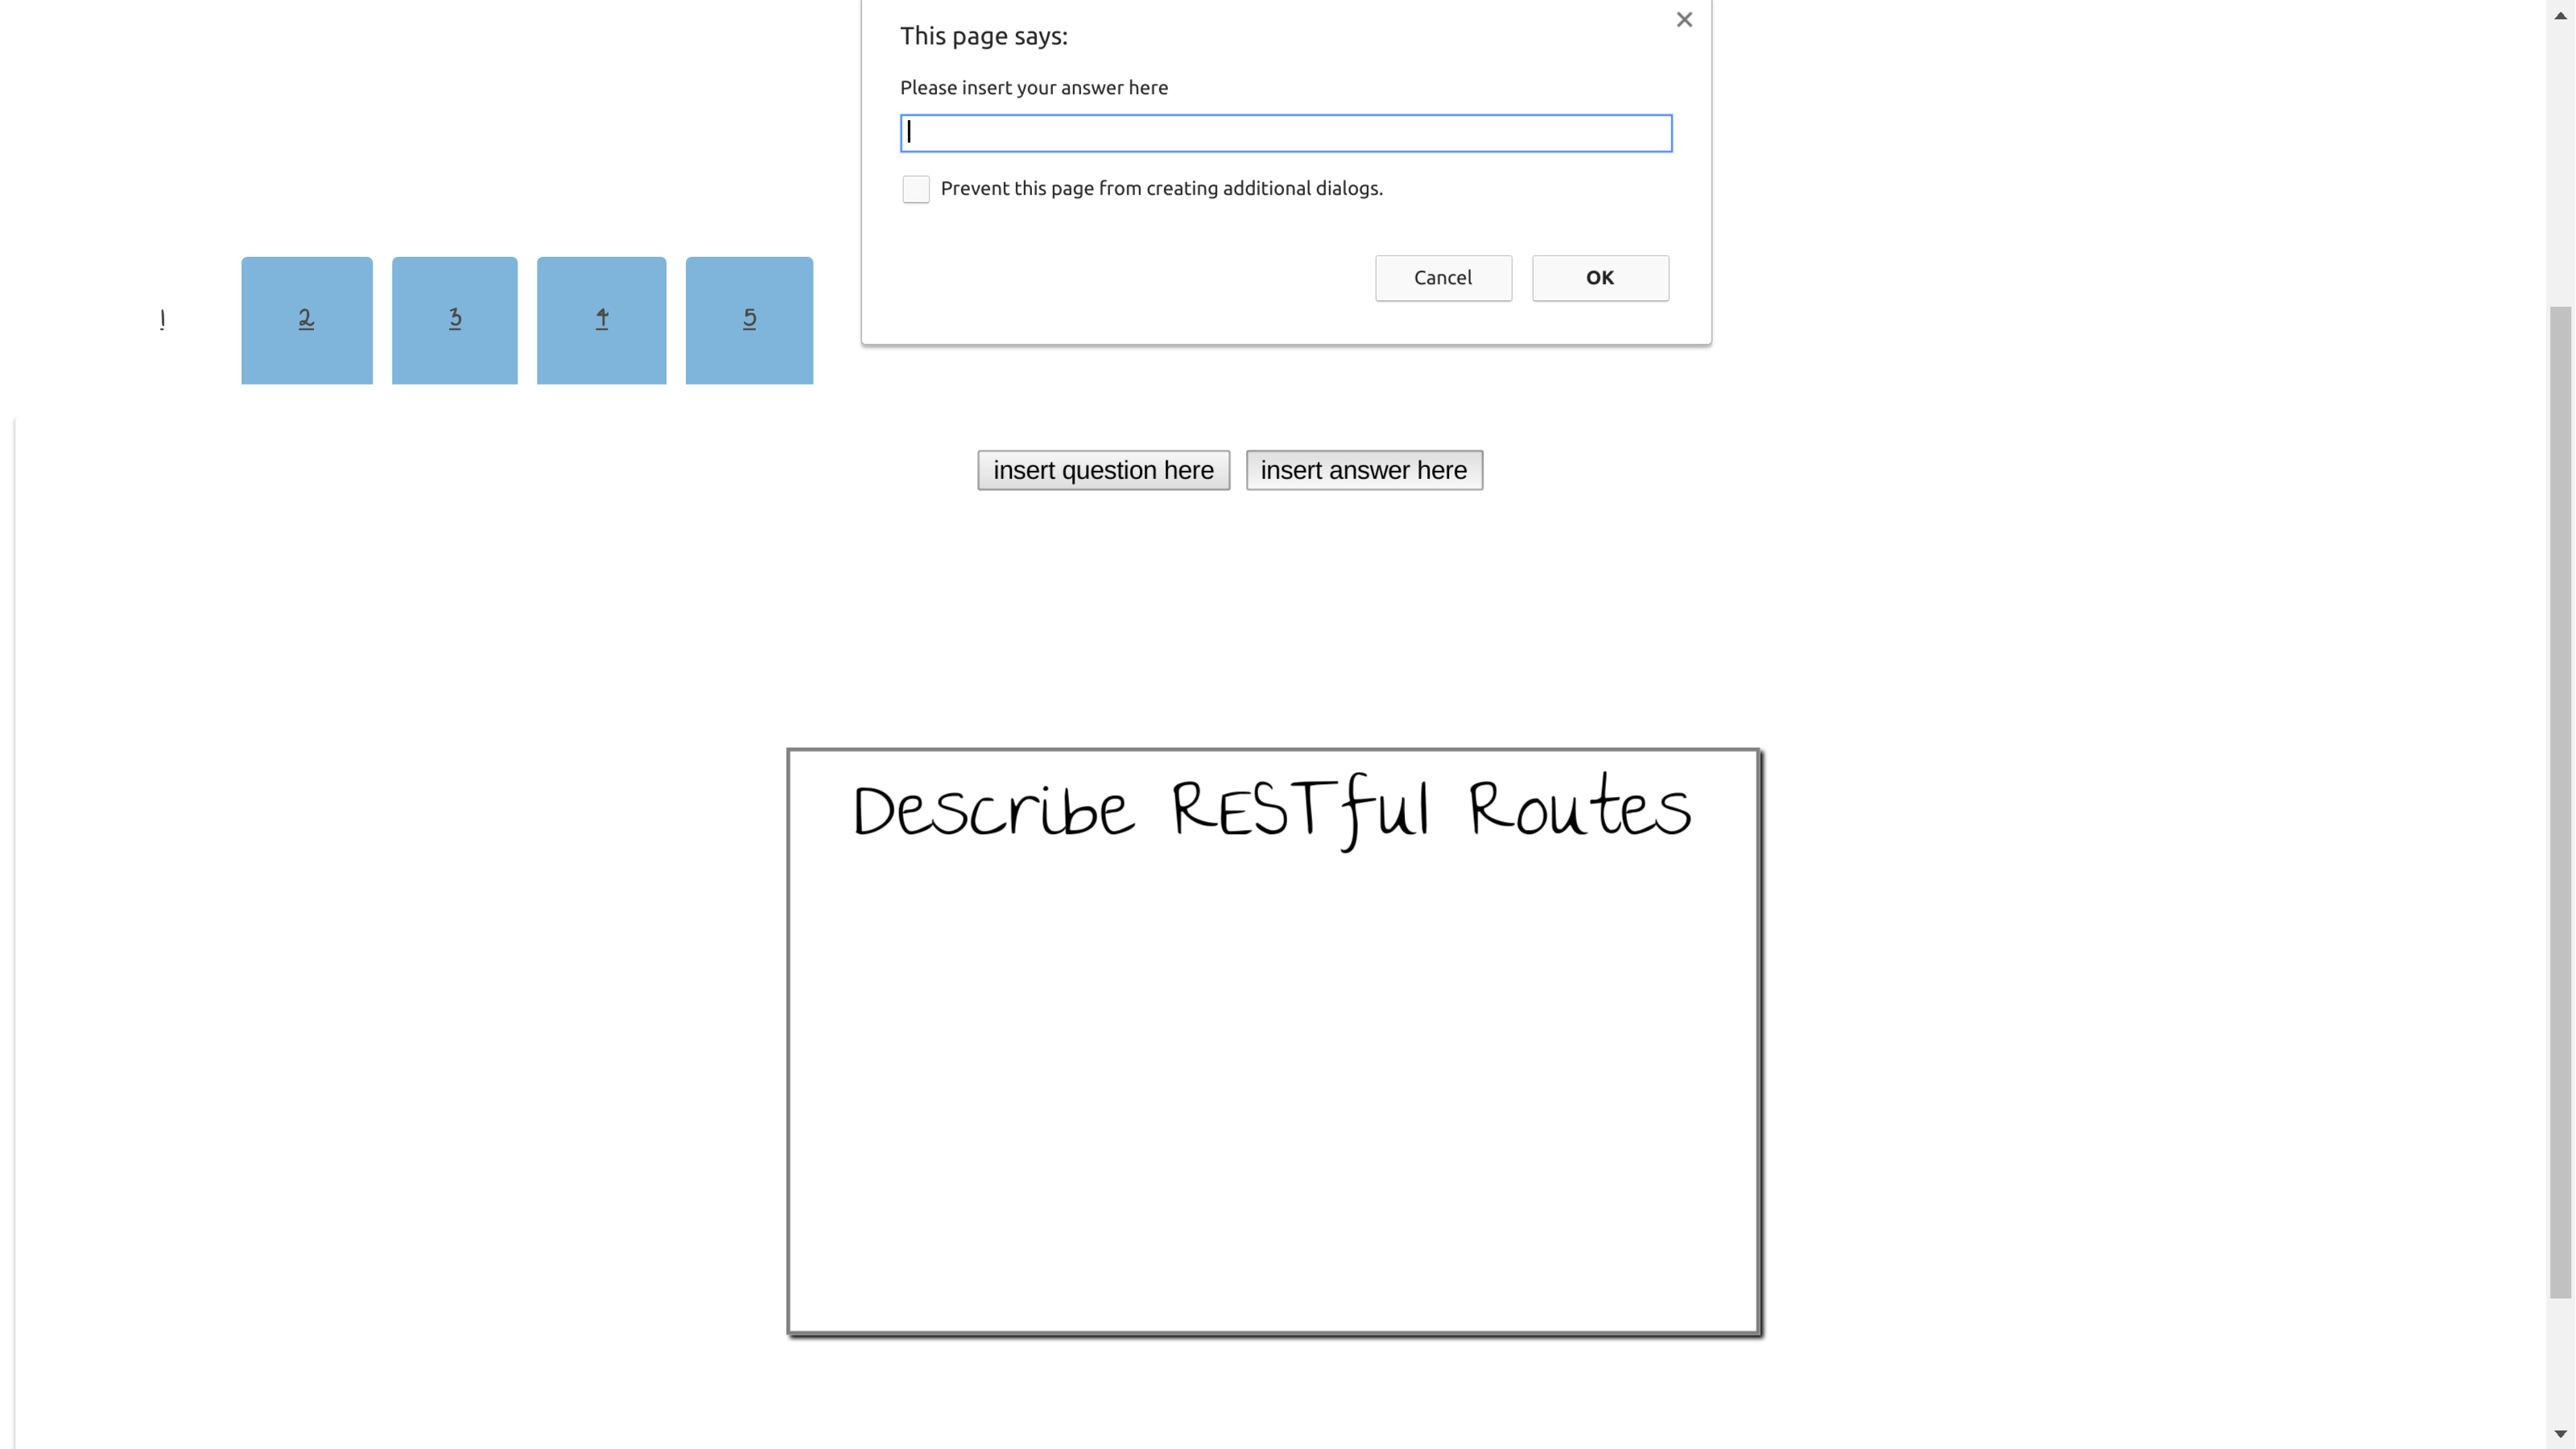 This page says:
Please insert your answer here
Prevent this page from creating additional dialogs.
Cancel OK
1 2 3 4 5
insert question here insert answer here
Describe RESTful Routes